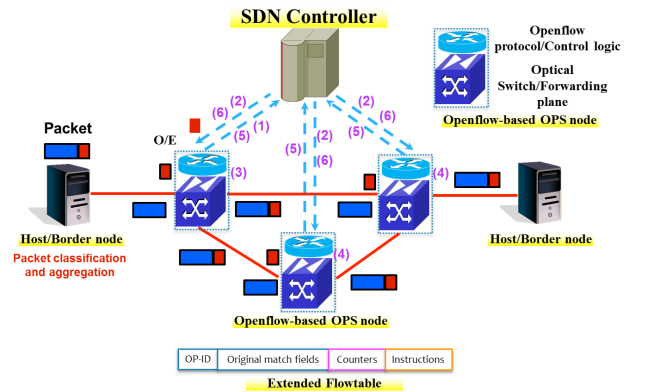 SDN Controller
Openflow
protocol/Control logic
Optical
Switch/Forwarding
plane
Openflow-based OPS node
(6) (2)
(5) (1)
(2)
(6)
(5)
(5)
(2)
(6)
Packet
O/E
(3)
(4)
(4)
Host/Border node
Packet classification
and aggregation
Host/Border node
Openflow-based OPS node
OP-ID Original match fields Counters Instructions
Extended Flowtable